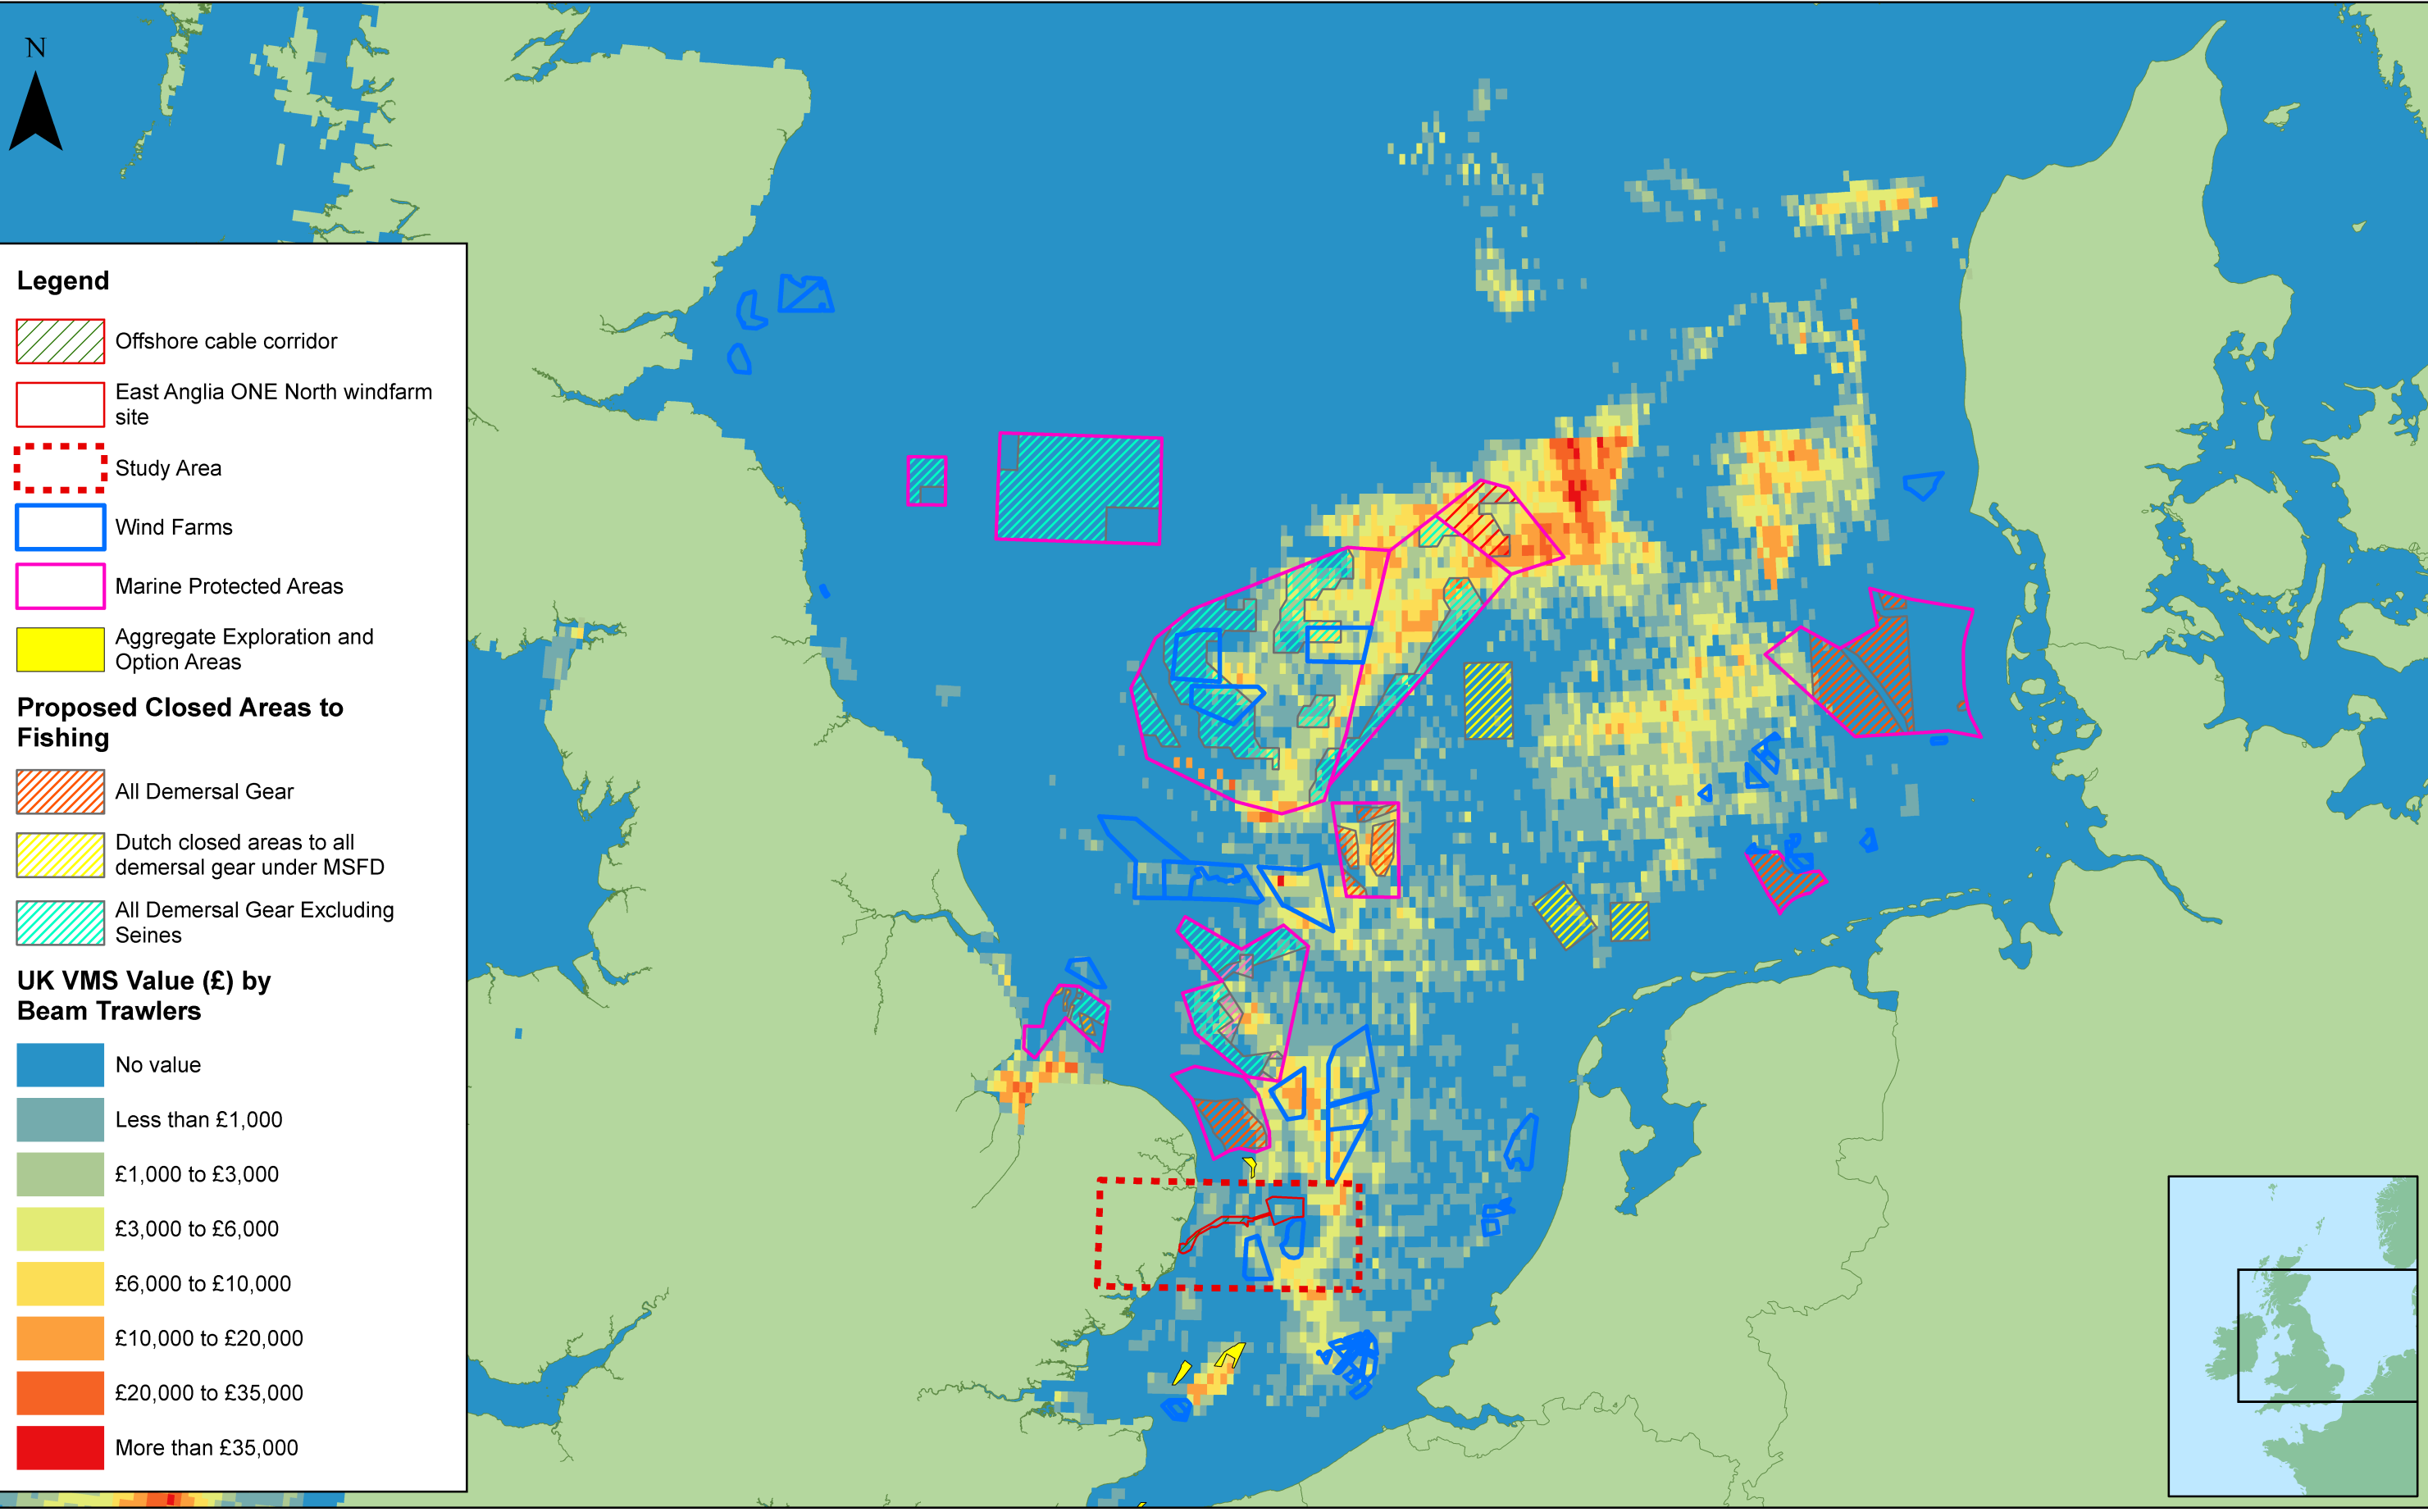 N
Legend
Offshore cable corridor
East Anglia ONE North windfarm
site
Study Area
Wind Farms
Marine Protected Areas
Aggregate Exploration and
Option Areas
Proposed Closed Areas to
Fishing
All Demersal Gear
Dutch closed areas to all
demersal gear under MSFD
All Demersal Gear Excluding
Seines
UK VMS Value (£) by
Beam Trawlers
No value
Less than £1,000
£1,000 to £3,000
£3,000 to £6,000
£6,000 to £10,000
£10,000 to £20,000
£20,000 to £35,000
More than £35,000